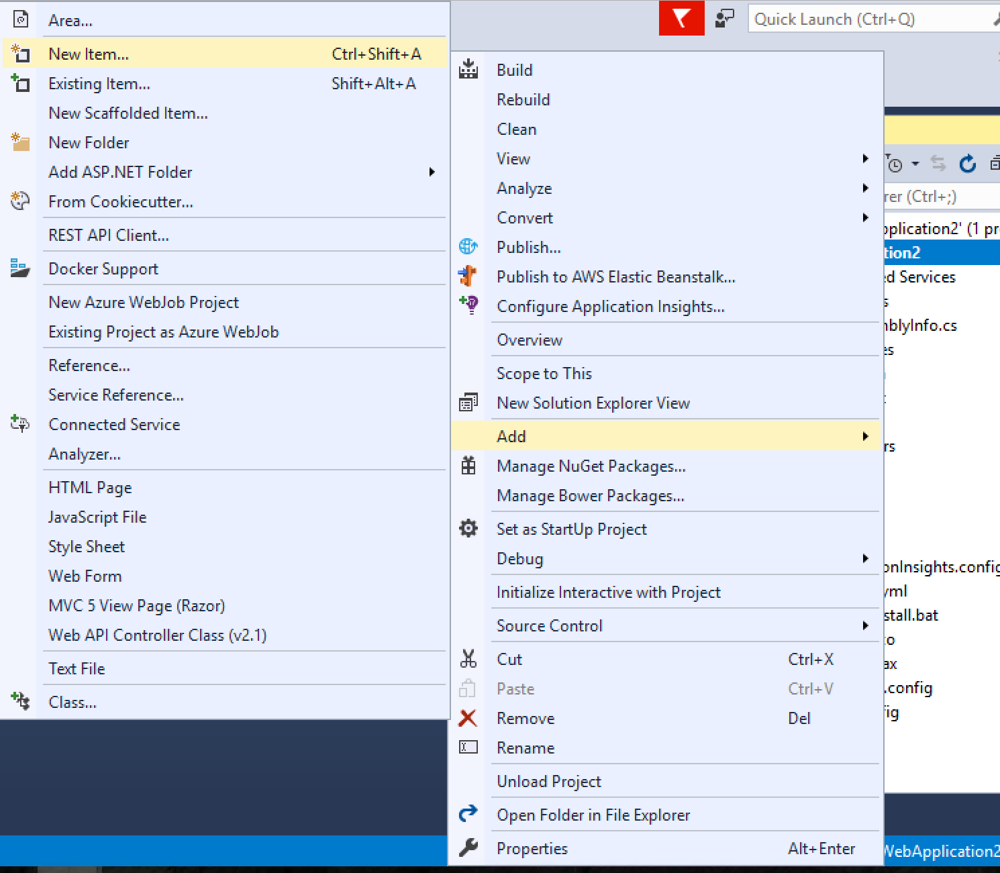 Area...
New Item... Ctrl+Shift+A
Existing Item... Shift+Alt+A
New Scaffolded Item...
New Folder
Add ASP.NET Folder
From Cookiecutter...
REST API Client...
Docker Support
New Azure WebJob Project
Existing Project as Azure WebJob
Reference...
Service Reference...
Connected Service
Analyzer...
HTML Page
JavaScript File
Style Sheet
Web Form
MVC 5 View Page (Razor)
Web API Controller Class (v2.1)
Text File
Class...
Quick Launch (Ctrl+Q)
Build
Rebuild
Clean
View
Analyze
Convert
Publish...
Publish to AWS Elastic Beanstalk...
Configure Application Insights...
Overview
Scope to This
New Solution Explorer View
Add
Manage NuGet Packages...
Manage Bower Packages...
Set as StartUp Project
Debug
Initialize Interactive with Project
Source Control
Cut Ctrl+X
Paste Ctrl+V
Remove Del
Rename
Unload Project
Open Folder in File Explorer
Properties Alt+Enter
rer (Ctrl+;)
pplication2' (1 pr
tion2
ed Services
s
mblyInfo.cs
es
rs
onInsights.config
yml
stall.bat
to
ax
.config
ig
WebApplication2